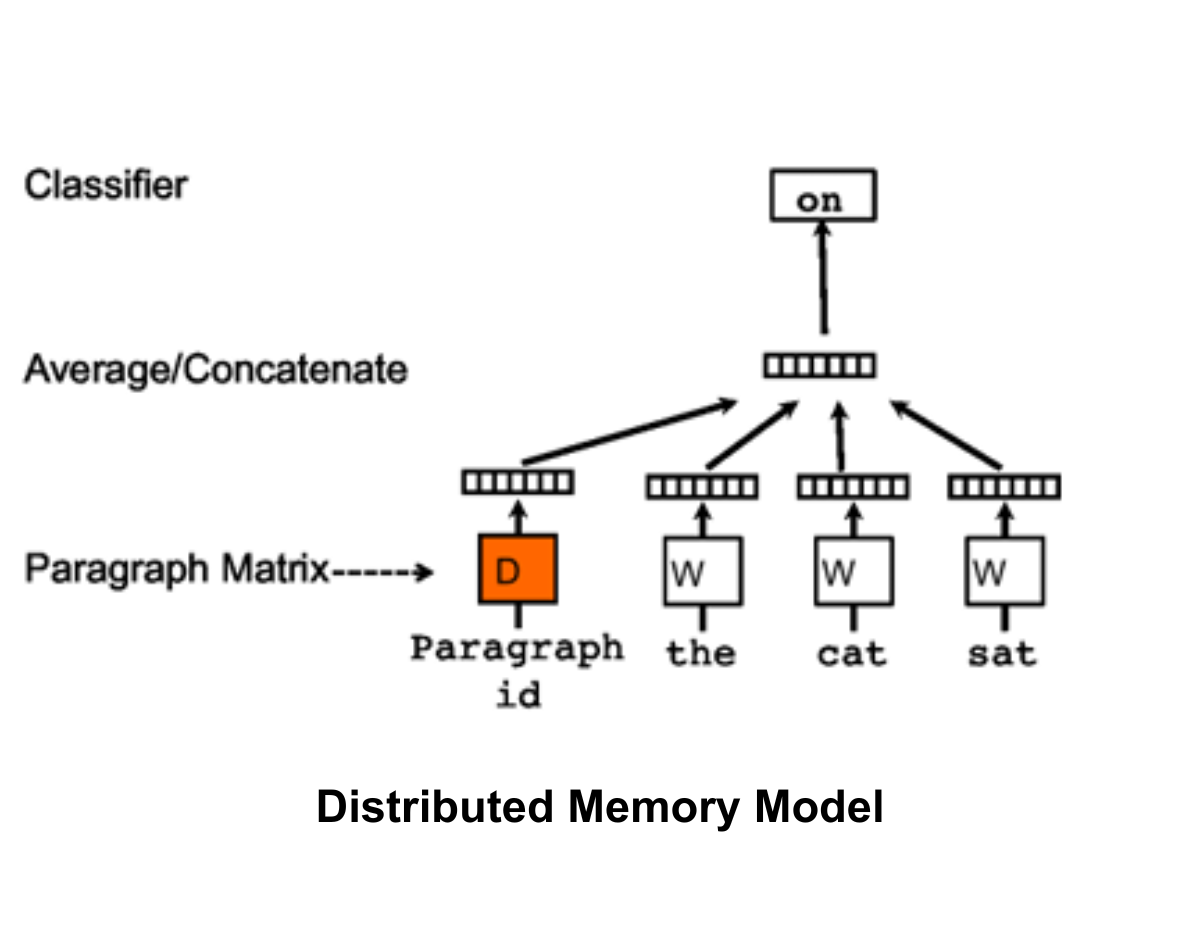 Classifier
on
Average/Concatenate
Paragraph Matrix----->
D
W
W
W
Paragraph
id
the
cat
sat
Distributed Memory Model